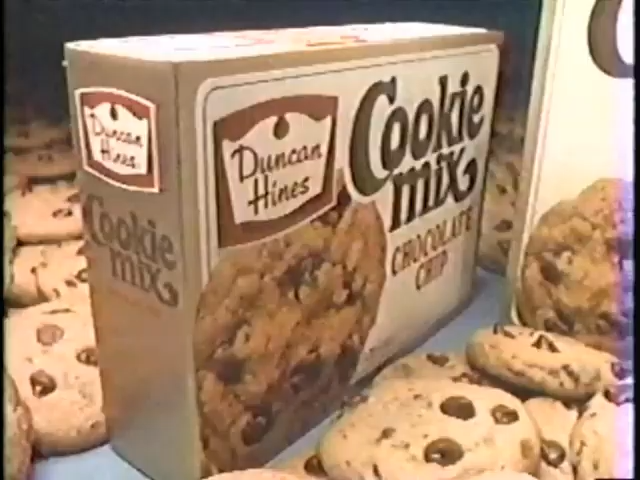 Duncan
Hines
Cookie
mix
Duncan
Hines
Cookie
mix
CHOCOLATE
CHIP